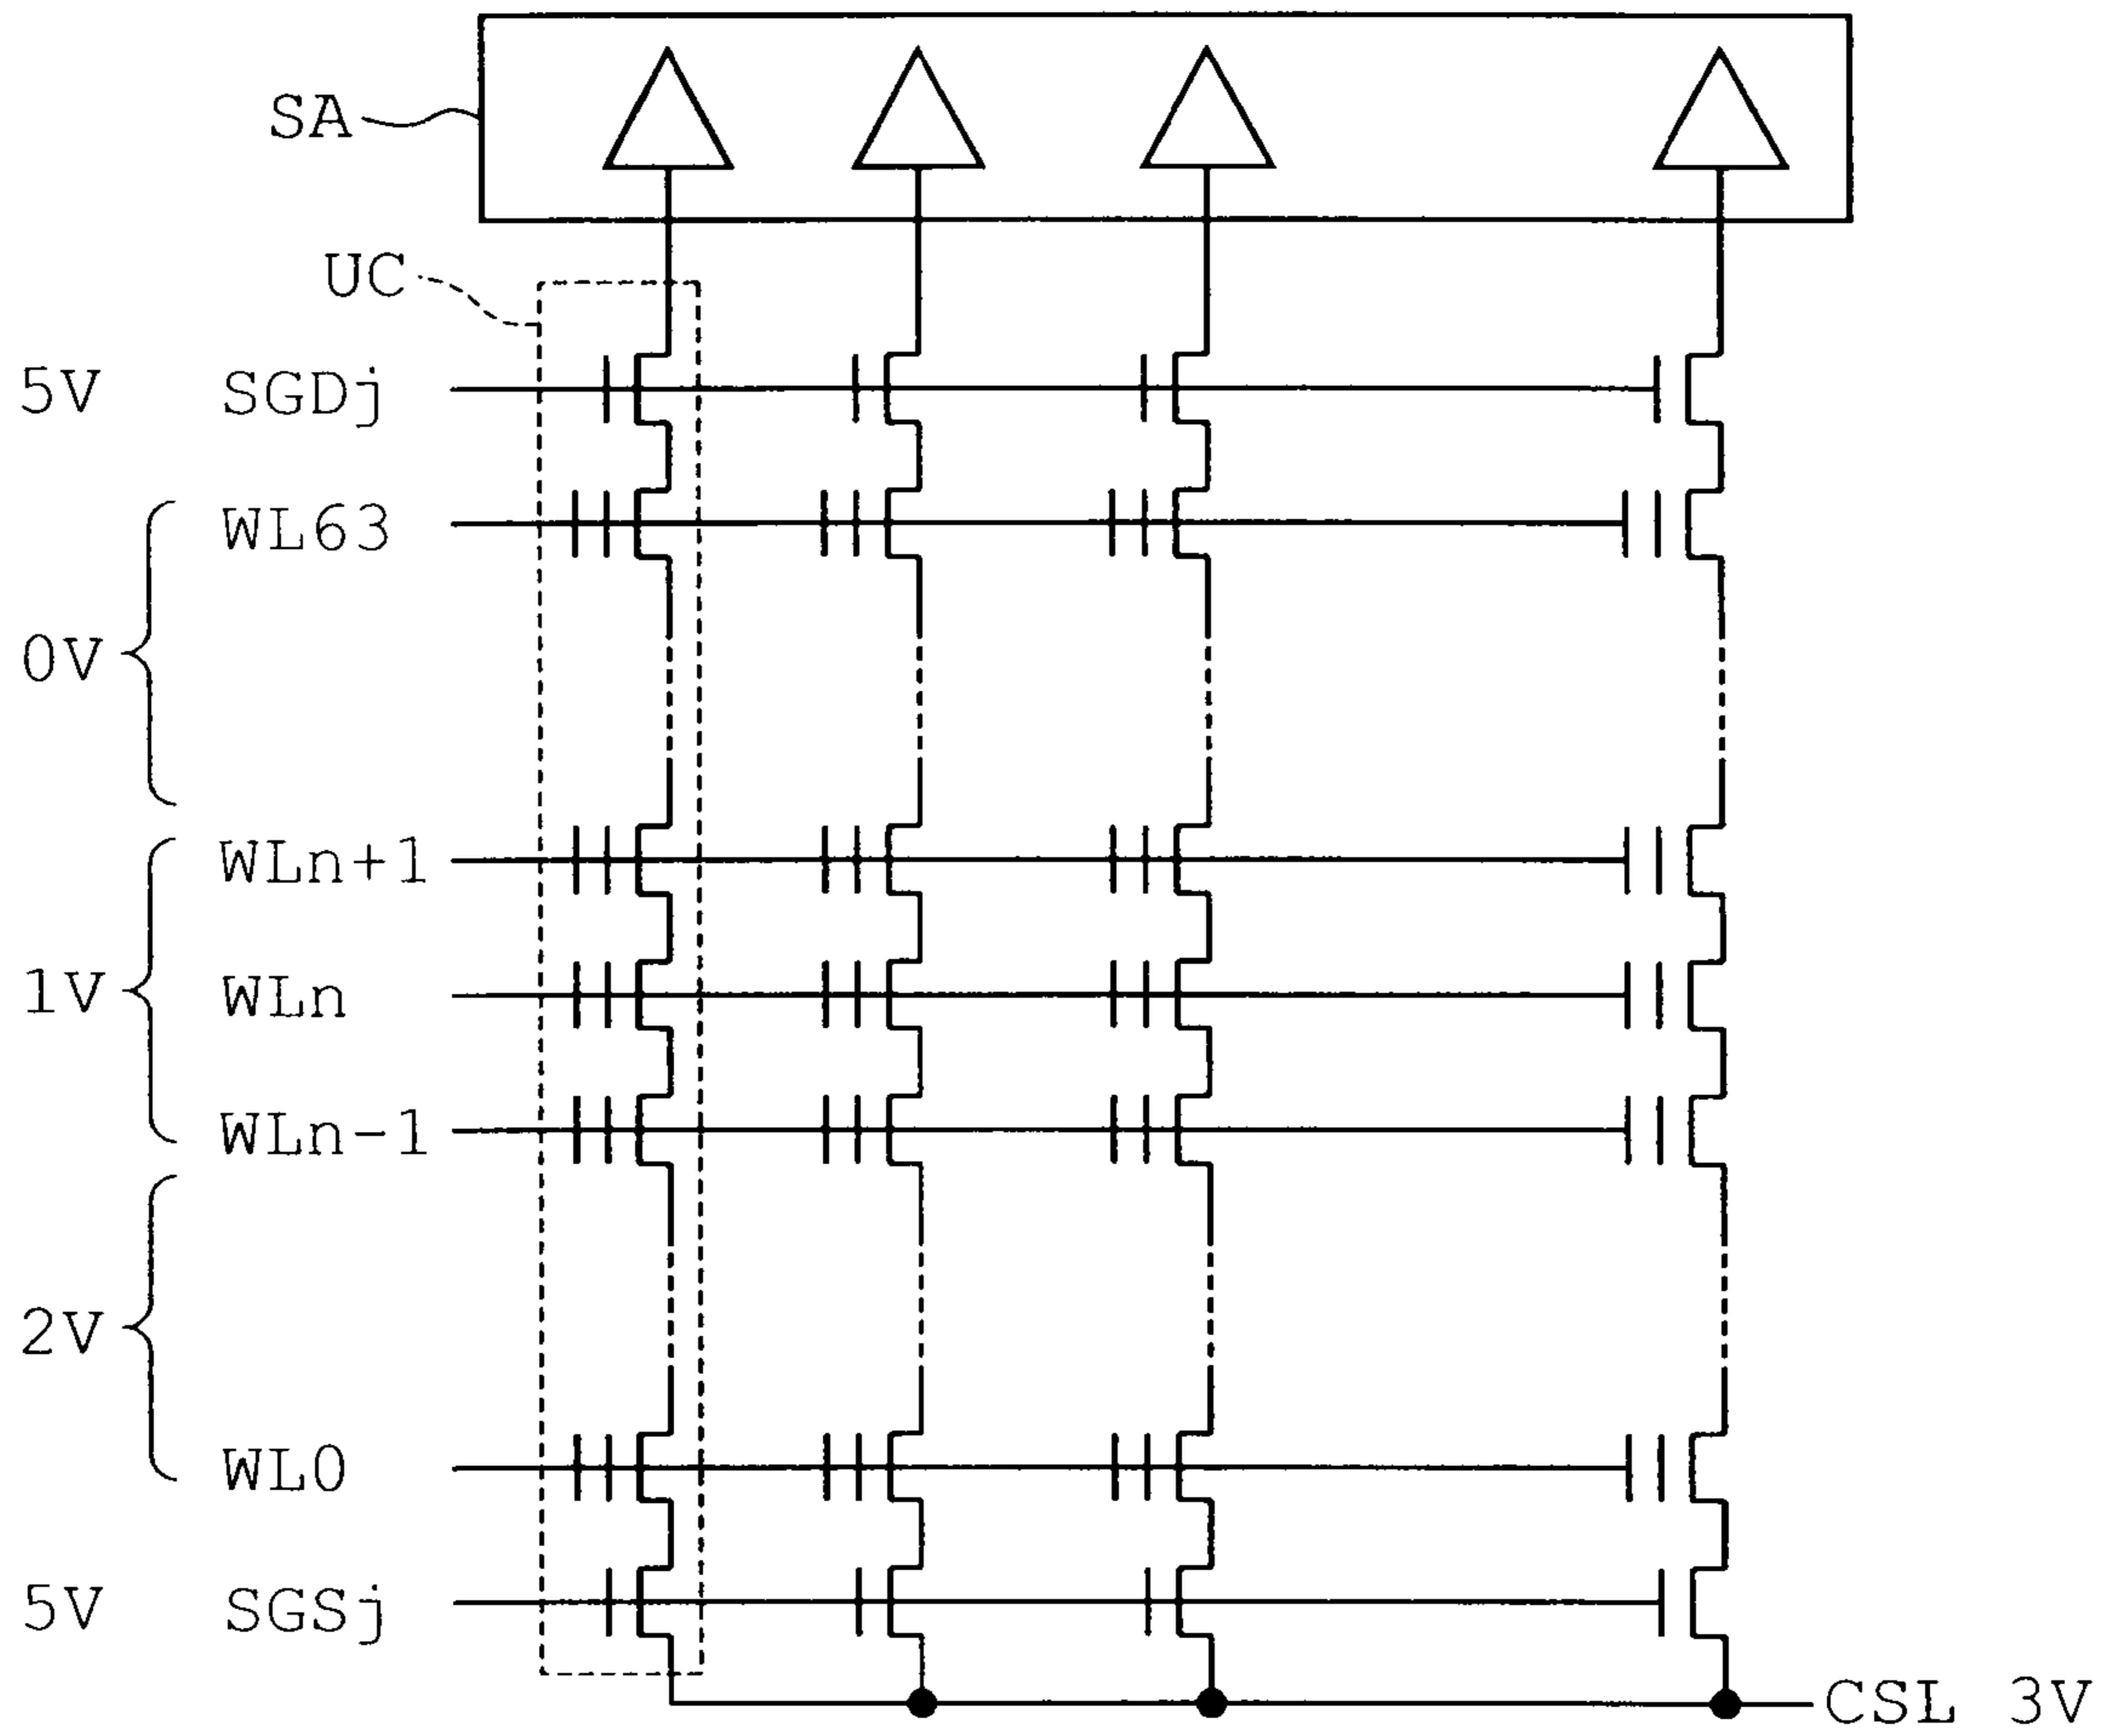 SA
UC
5V SGDj
WL63
0V
WLn+1
1V WLn
WLn-1
2V
WL0
5V SGSj
CSL 3V